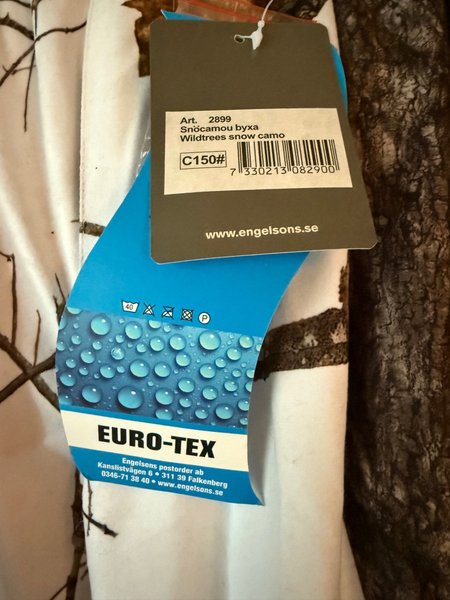 Art. 2899
Snöcamou byxa
Wildtrees snow camo
C150#
7 330213 082900
www.engelsons.se
40
P
EURO-TEX
Engelsons postorder ab
Kanslistvägen 6 • 311 39 Falkenberg
0346-71 38 40 • www.engelsons.se